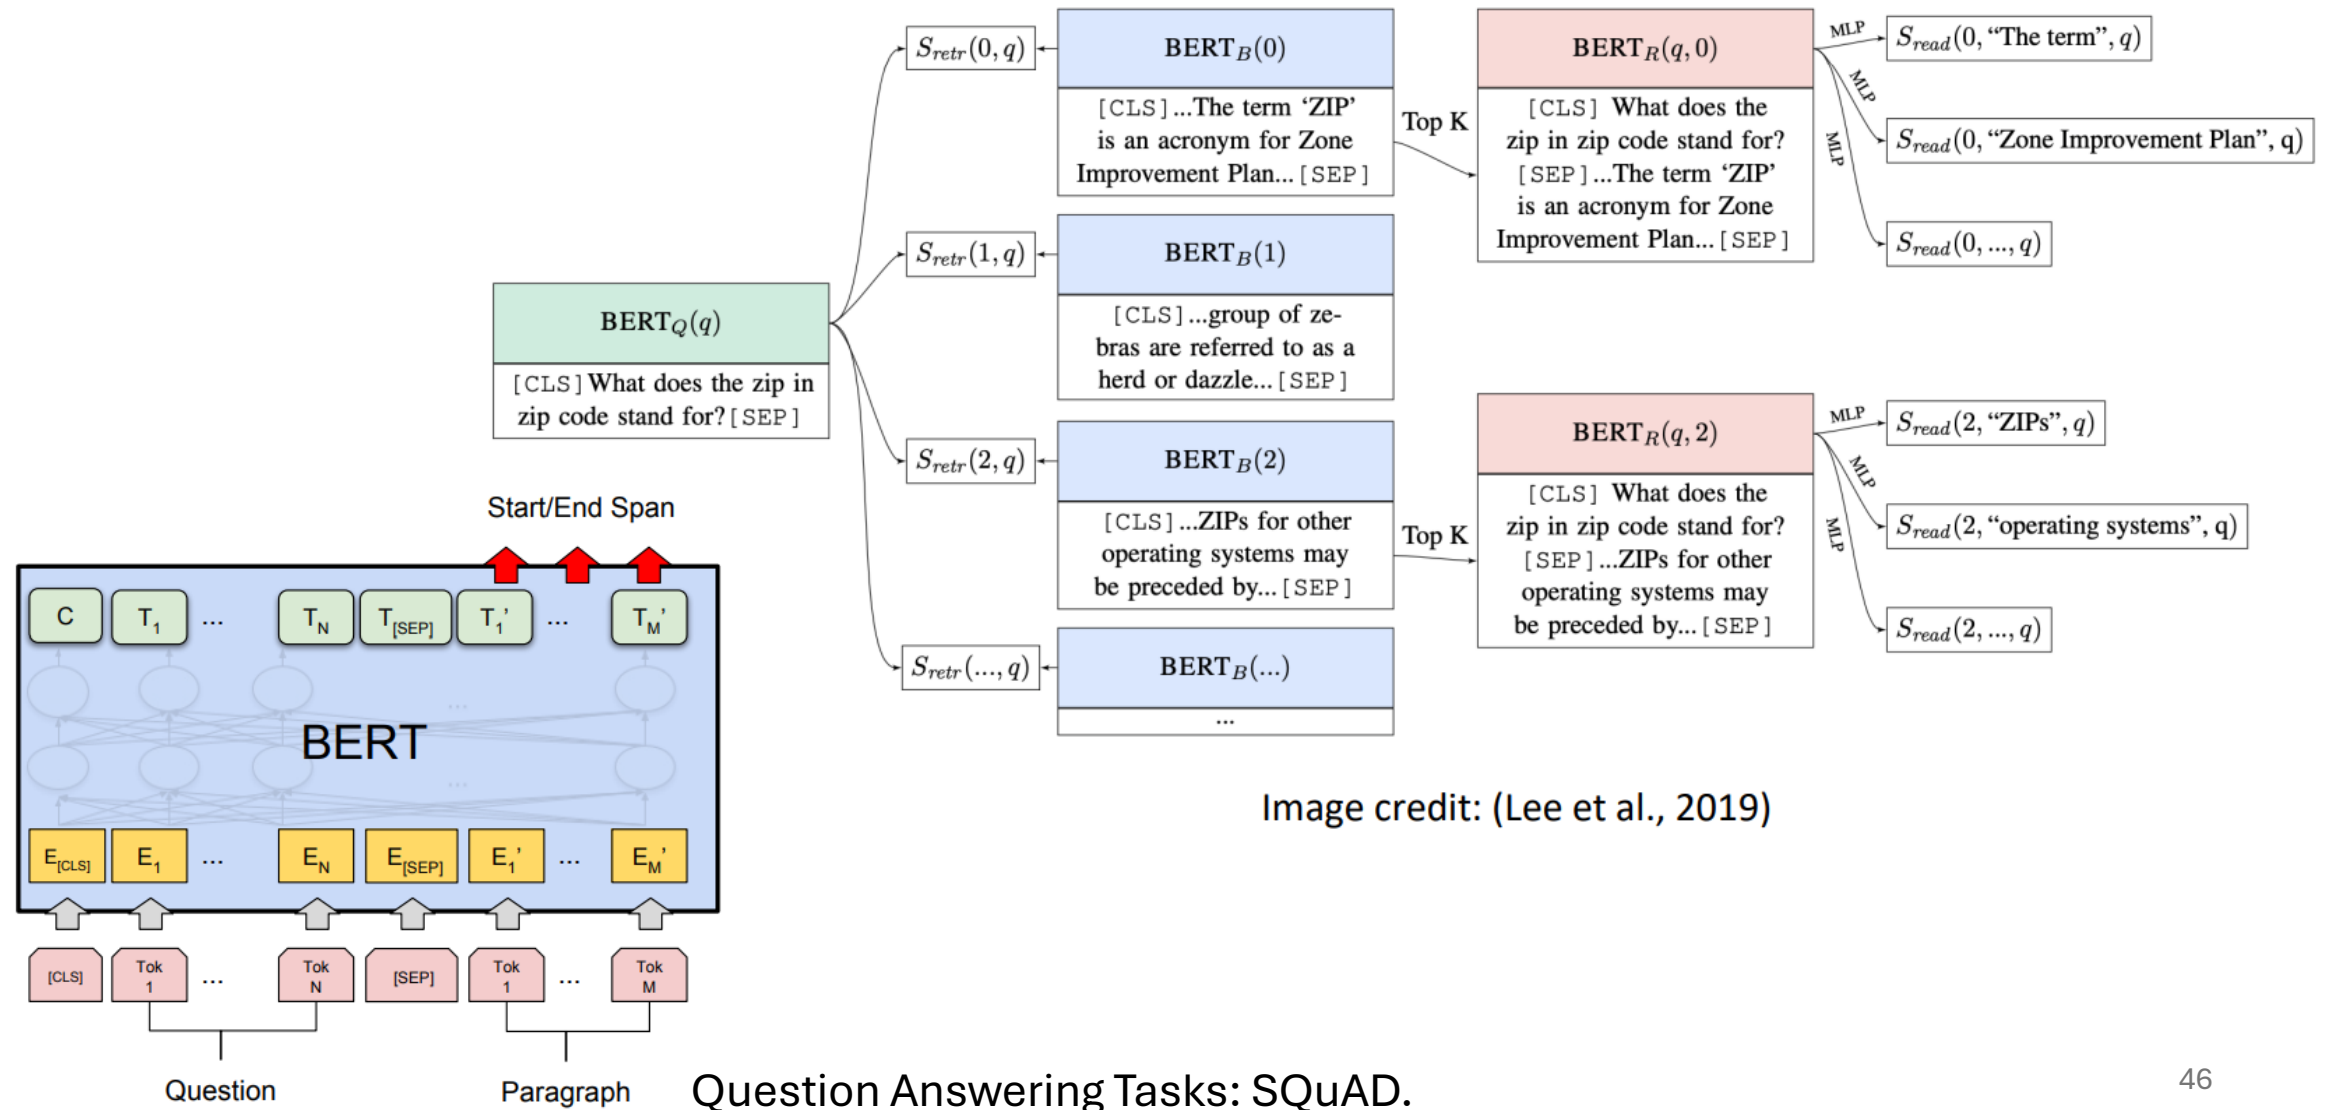 BERT_Q(q)
[CLS]What does the zip in
zip code stand for?[SEP]
S_retr(0, q)
S_retr(1, q)
S_retr(2, q)
S_retr(..., q)
BERT_B(0)
[CLS]...The term ‘ZIP’
is an acronym for Zone
Improvement Plan...[SEP]
BERT_B(1)
[CLS]...group of ze-
bras are referred to as a
herd or dazzle...[SEP]
BERT_B(2)
[CLS]...ZIPs for other
operating systems may
be preceded by...[SEP]
BERT_B(...)
...
Top K
Top K
BERT_R(q, 0)
[CLS] What does the
zip in zip code stand for?
[SEP]...The term ‘ZIP’
is an acronym for Zone
Improvement Plan...[SEP]
BERT_R(q, 2)
[CLS] What does the
zip in zip code stand for?
[SEP]...ZIPs for other
operating systems may
be preceded by...[SEP]
MLP
MLP
MLP
S_read(0, “The term”, q)
S_read(0, “Zone Improvement Plan”, q)
S_read(0, ..., q)
MLP
MLP
MLP
S_read(2, “ZIPs”, q)
S_read(2, “operating systems”, q)
S_read(2, ..., q)
Image credit: (Lee et al., 2019)
Start/End Span
C T_1 ... T_N T_[SEP] T_1’ ... T_M’
...
BERT
...
E_[CLS] E_1 ... E_N E_[SEP] E_1’ ... E_M’
[CLS] Tok 1 ... Tok N [SEP] Tok 1 ... Tok M
Question Paragraph
Question Answering Tasks: SQuAD.
46